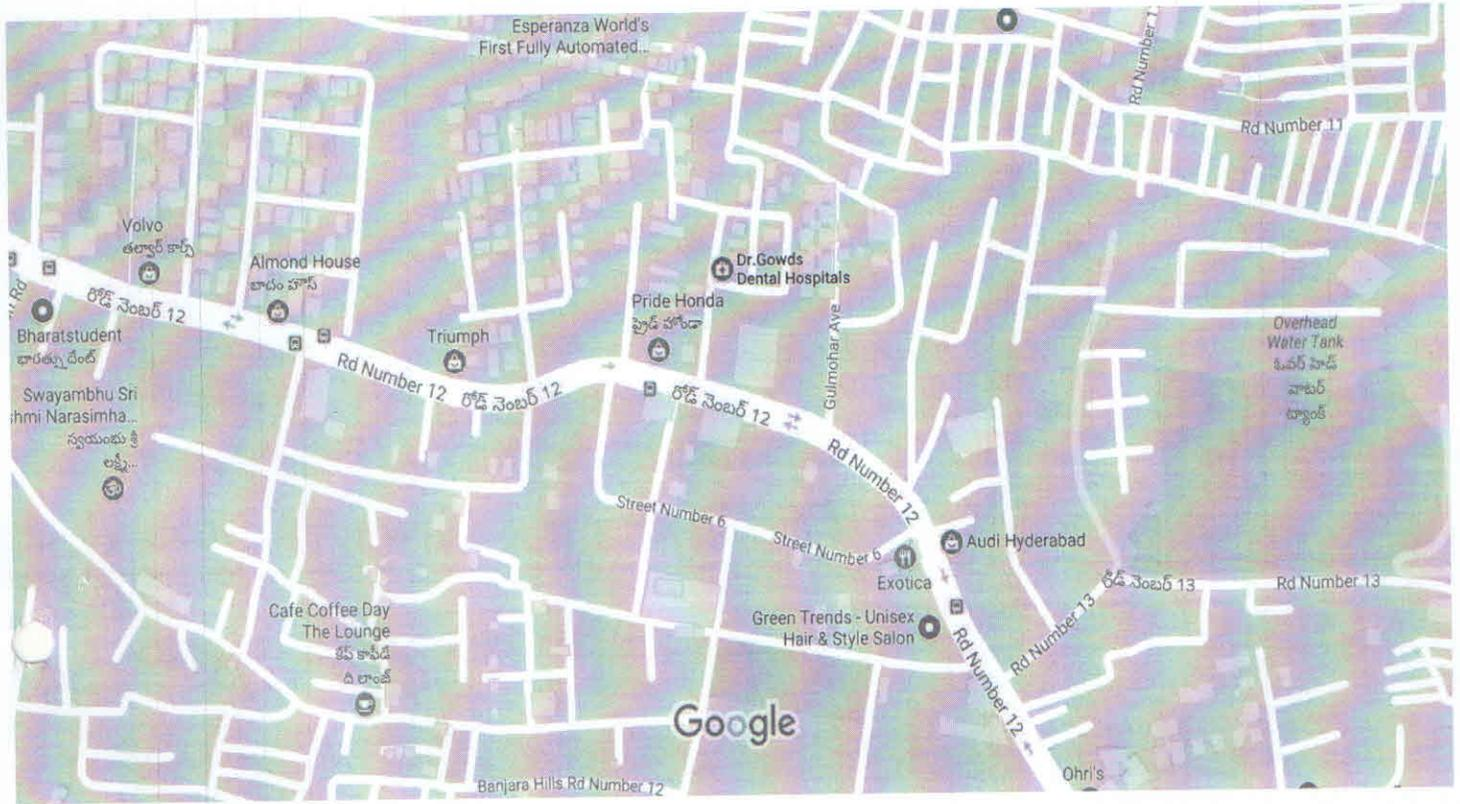 Esperanza World's
First Fully Automated...
Rd Number 11
Volvo
తల్వార్ కార్స్
Almond House
బాదం హౌస్
Dr.Gowds
Dental Hospitals
రోడ్ నెంబర్ 12
Pride Honda
ప్రైడ్ హోండా
Bharatstudent
Triumph
Gulmohar Ave
Overhead
Water Tank
ఓవర్ హెడ్
వాటర్
ట్యాంక్
Rd Number 12
రోడ్ నెంబర్ 12
రోడ్ నెంబర్ 12
Swayambhu Sri
shmi Narasimha...
స్వయంభు శ్రీ
లక్ష్మీ...
Rd Number 12
Street Number 6
Street Number 6
Audi Hyderabad
Exotica
రోడ్ నెంబర్ 13
Rd Number 13
Cafe Coffee Day
The Lounge
కేఫ్ కాఫీడే
ది లాంజ్
Green Trends - Unisex
Hair & Style Salon
Rd Number 13
Rd Number 12
Google
Banjara Hills Rd Number 12
Ohri's